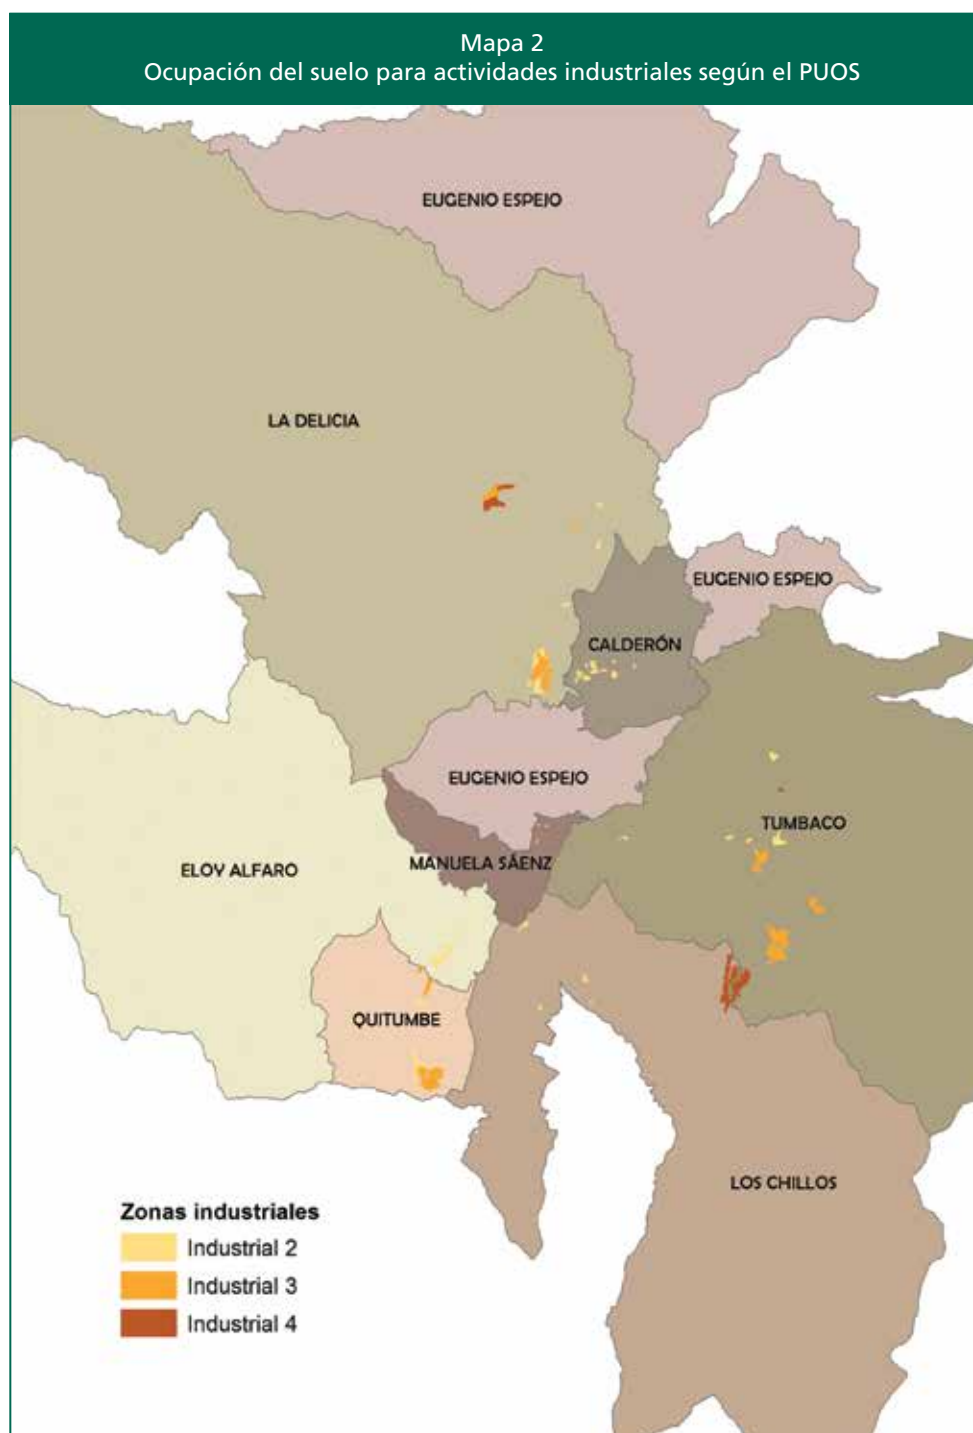 Mapa 2
Ocupación del suelo para actividades industriales según el PUOS
EUGENIO ESPEJO
LA DELICIA
EUGENIO ESPEJO
CALDERÓN
EUGENIO ESPEJO
TUMBACO
MANUELA SÁENZ
ELOY ALFARO
QUITUMBE
LOS CHILLOS
Zonas industriales
Industrial 2
Industrial 3
Industrial 4